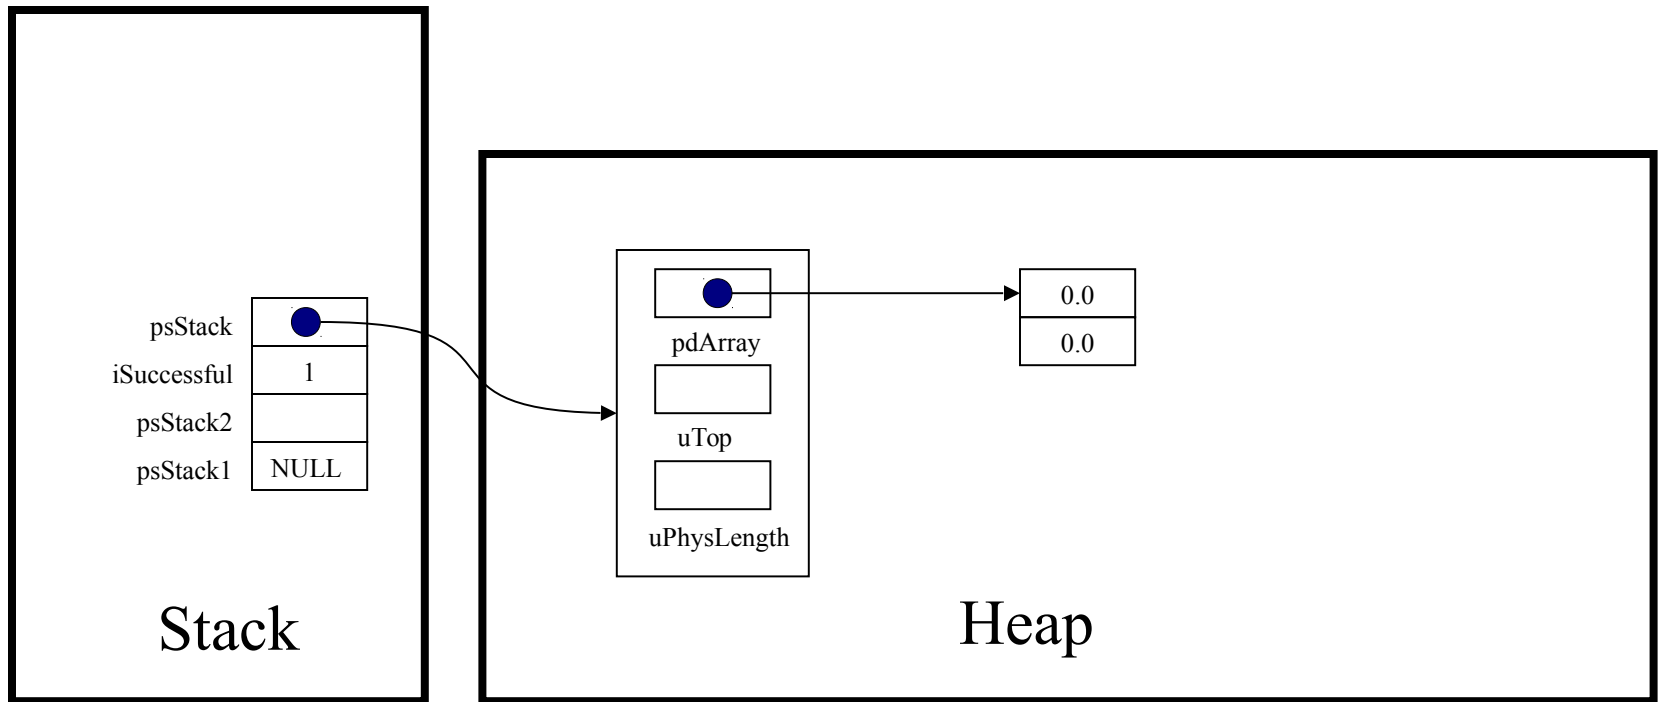 psStack
iSuccessful 1
psStack2
psStack1 NULL
Stack
pdArray
uTop
uPhysLength
0.0
0.0
Heap